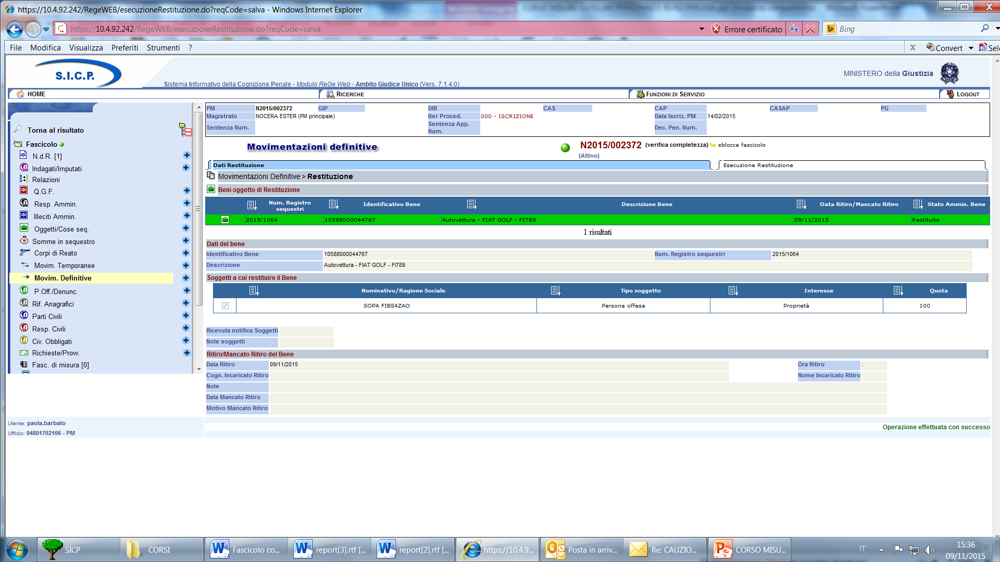 https://10.4.92.242/RegeWEB/esecuzioneRestituzione.do?reqCode=salva - Windows Internet Explorer
https://10.4.92.242/RegeWEB/esecuzioneRestituzione.do?reqCode=salva
Errore certificato
Bing
File Modifica Visualizza Preferiti Strumenti ?
x Convert Sel
S.I.C.P.
Sistema Informativo della Cognizione Penale - Modulo ReGe Web - Ambito Giudice Unico (Vers. 7.1.4.0)
MINISTERO della Giustizia
HOME RICERCHE FUNZIONI DI SERVIZIO LOGOUT
PM N2015/002372 GIP DIB CAS CAP CASAP PG
Magistrato NOCERA ESTER (PM principale) Iter Proced. 000 - ISCRIZIONE Data Iscriz. PM 14/02/2015
Sentenza Num. Sentenza App. Num. Dec. Pen. Num.
Torna al risultato
Fascicolo
N.d.R. [1]
Indagati/Imputati
Relazioni
Q.G.F.
Resp. Ammin.
Illeciti Ammin.
Oggetti/Cose seq.
Somme in sequestro
Corpi di Reato
Movim. Temporanee
Movim. Definitive
P.Off./Denunc.
Rif. Anagrafici
Parti Civili
Resp. Civili
Civ. Obbligati
Richieste/Provv.
Fasc. di misura [0]
Utente: paola.barbato
Ufficio: 04801702106 - PM
Movimentazioni definitive
N2015/002372 (verifica completezza) sblocca fascicolo
(Attivo)
Dati Restituzione Esecuzione Restituzione
Movimentazioni Definitive > Restituzione
Beni oggetto di Restituzione
Num. Registro sequestri Identificativo Bene Descrizione Bene Data Ritiro/Mancato Ritiro Stato Ammin. Bene
2015/1064 10588000044767 Autovettura - FIAT GOLF - FI789 09/11/2015 Restituito
1 risultati
Dati del bene
Identificativo Bene 10588000044767 Num. Registro sequestri 2015/1064
Descrizione Autovettura - FIAT GOLF - FI789
Soggetti a cui restituire il Bene
Nominativo/Ragione Sociale Tipo soggetto Interesse Quota
SOPA FIBSAZAO Persona offesa Proprietà 100
Ricevuta notifica Soggetti
Note soggetti
Ritiro/Mancato Ritiro del Bene
Data Ritiro 09/11/2015 Ora Ritiro :
Cogn. Incaricato Ritiro Nome Incaricato Ritiro
Note
Data Mancato Ritiro
Motivo Mancato Ritiro
Operazione effettuata con successo
SICP CORSI Fascicolo co... report[3].rtf [... report[2].rtf [... https://10.4.9... Posta in arriv... Re: CAUZIO... CORSO MISU... IT 15:36
09/11/2015